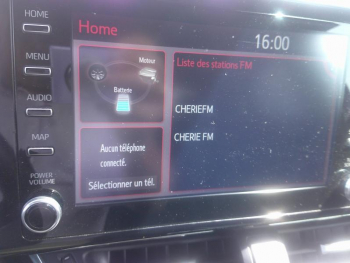 HOME
MENU
AUDIO
MAP
POWER
VOLUME
Home
16:00
Moteur
Batterie
Aucun téléphone
connecté.
Sélectionner un tél.
Liste des stations FM
CHERIEFM
CHERIE FM